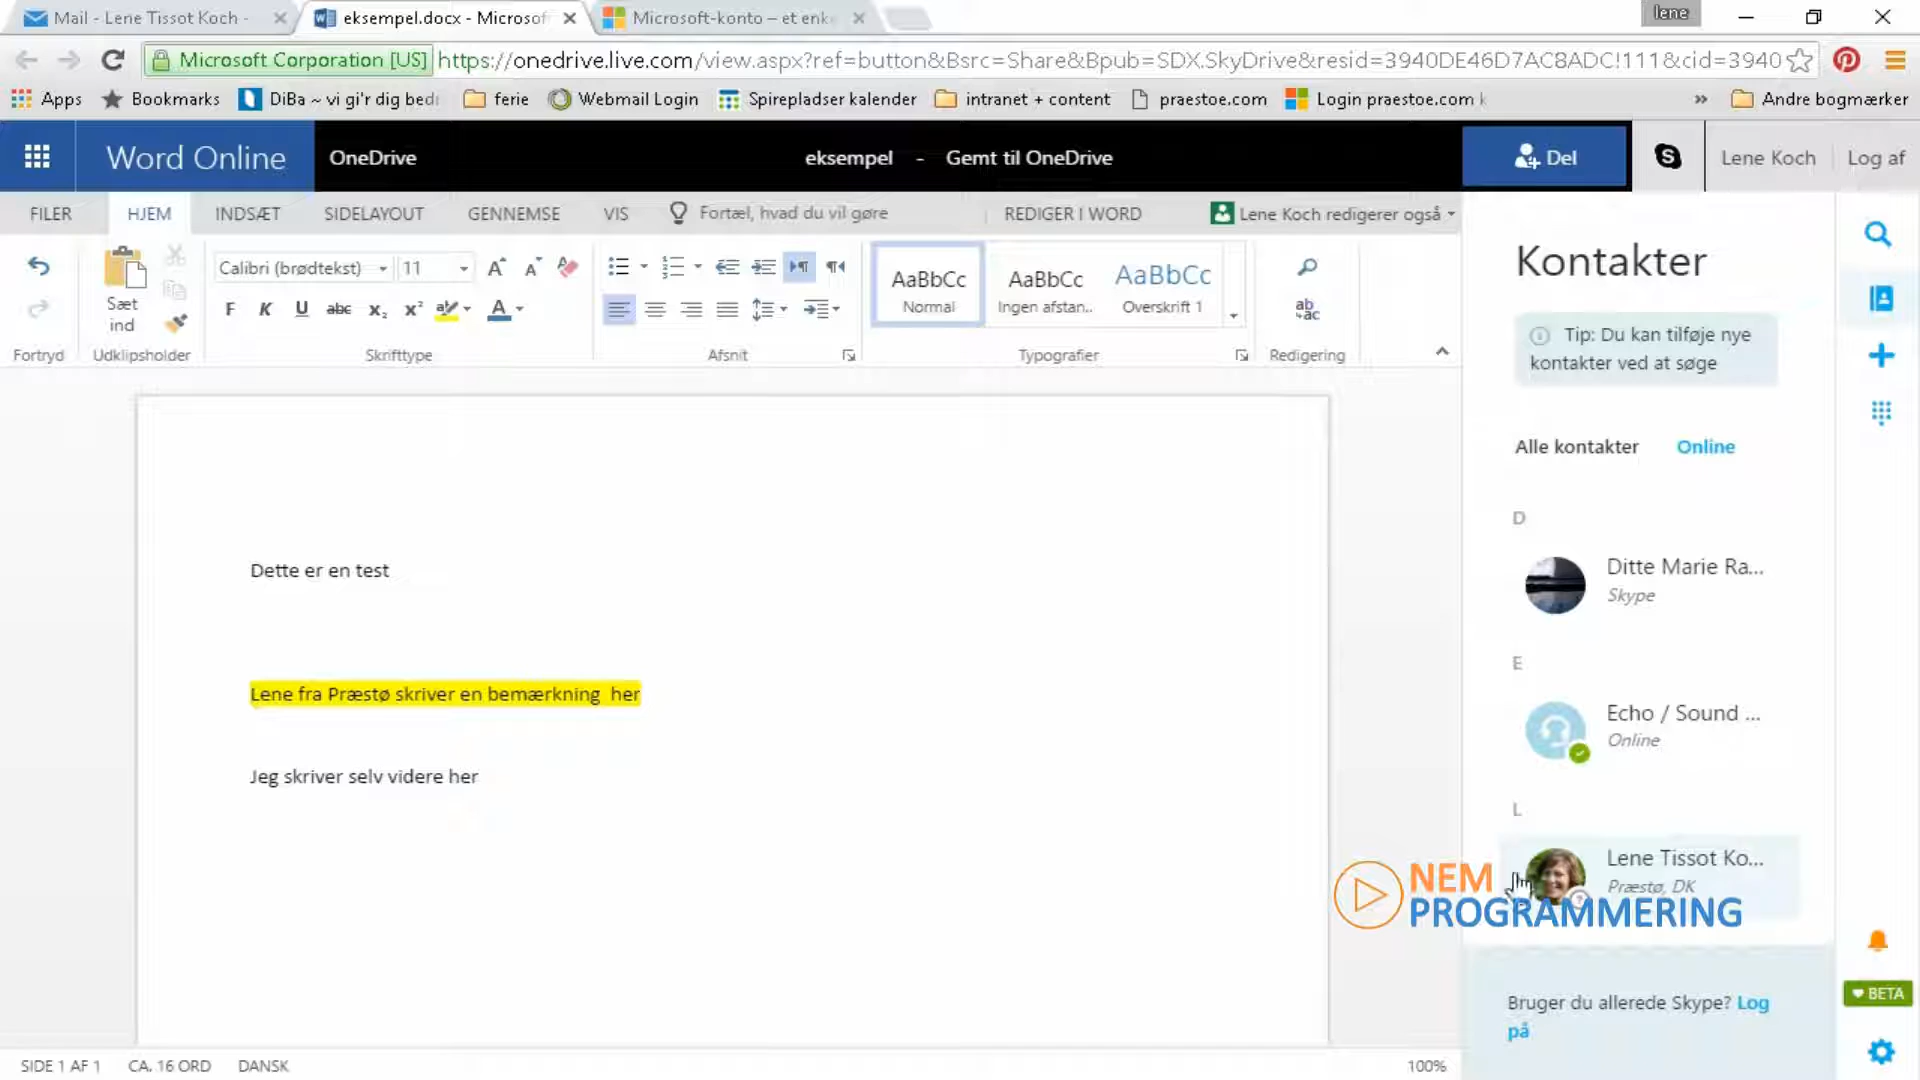 Mail - Lene Tissot Koch -
eksempel.docx - Microsof
Microsoft-konto – et enk
lene
Microsoft Corporation [US]
https://onedrive.live.com/view.aspx?ref=button&Bsrc=Share&Bpub=SDX.SkyDrive&resid=3940DE46D7AC8ADC!111&cid=3940
Apps
Bookmarks
DiBa ~ vi gi'r dig bed
ferie
Webmail Login
Spirepladser kalender
intranet + content
praestoe.com
Login praestoe.com
»
Andre bogmærker
Word Online
OneDrive
eksempel - Gemt til OneDrive
Del
Lene Koch
Log af
FILER
HJEM
INDSÆT
SIDELAYOUT
GENNEMSE
VIS
Fortæl, hvad du vil gøre
REDIGER I WORD
Lene Koch redigerer også
Sæt
ind
Calibri (brødtekst)
11
F K U abc x₂ x²
AaBbCc
Normal
AaBbCc
Ingen afstan...
AaBbCc
Overskrift 1
Fortryd
Udklipsholder
Skrifttype
Afsnit
Typografier
Redigering
Dette er en test
Lene fra Præstø skriver en bemærkning  her
Jeg skriver selv videre her
Kontakter
Tip: Du kan tilføje nye
kontakter ved at søge
Alle kontakter
Online
D
Ditte Marie Ra...
Skype
E
Echo / Sound ...
Online
L
Lene Tissot Ko...
Præstø, DK
NEM
PROGRAMMERING
Bruger du allerede Skype? Log
på
BETA
SIDE 1 AF 1
CA. 16 ORD
DANSK
100%